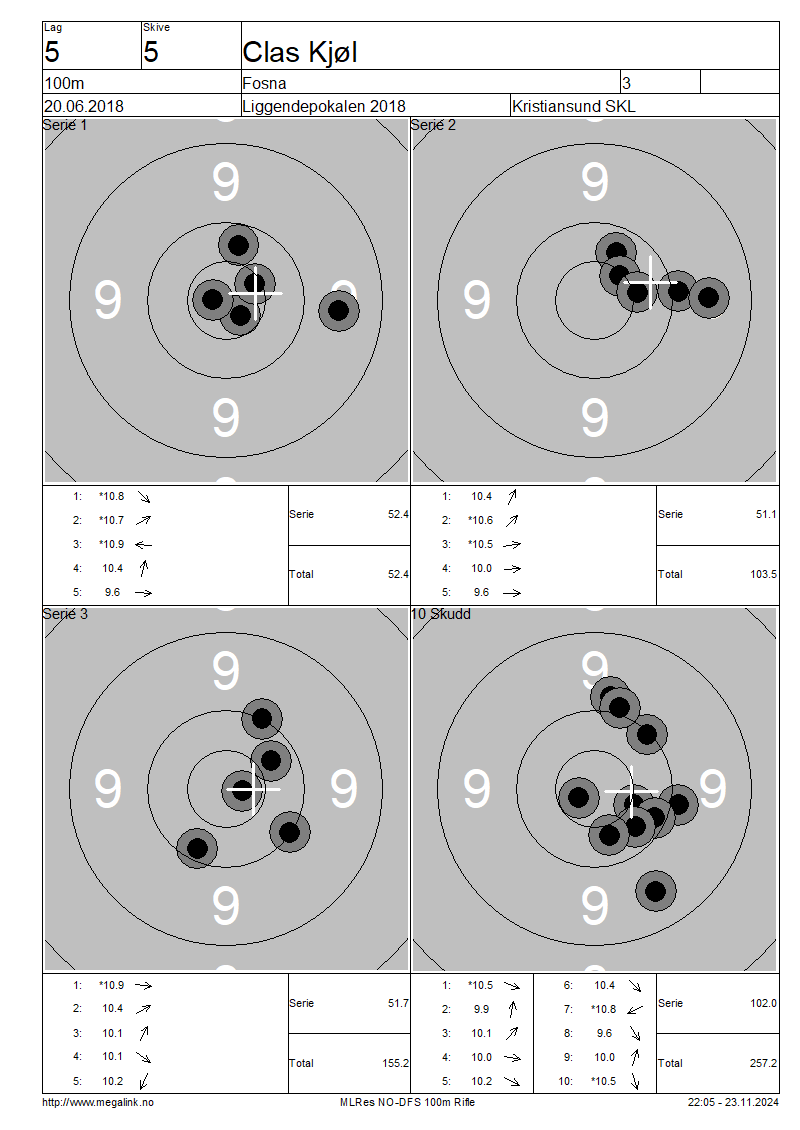 Lag Skive
5 5 Clas Kjøl
100m Fosna 3
20.06.2018 Liggendepokalen 2018 Kristiansund SKL
Serie 1 Serie 2
9 9
9 9 9
9 9
1: *10.8 1: 10.4
Serie 52.4 Serie 51.1
2: *10.7 2: *10.6
3: *10.9 3: *10.5
4: 10.4 4: 10.0
Total 52.4 Total 103.5
5: 9.6 5: 9.6
Serie 3 10 Skudd
9 9
9 9 9 9
9 9
1: *10.9 1: *10.5 6: 10.4
Serie 51.7 Serie 102.0
2: 10.4 2: 9.9 7: *10.8
3: 10.1 3: 10.1 8: 9.6
4: 10.1 4: 10.0 9: 10.0
Total 155.2 Total 257.2
5: 10.2 5: 10.2 10: *10.5
http://www.megalink.no MLRes NO-DFS 100m Rifle 22:05 - 23.11.2024